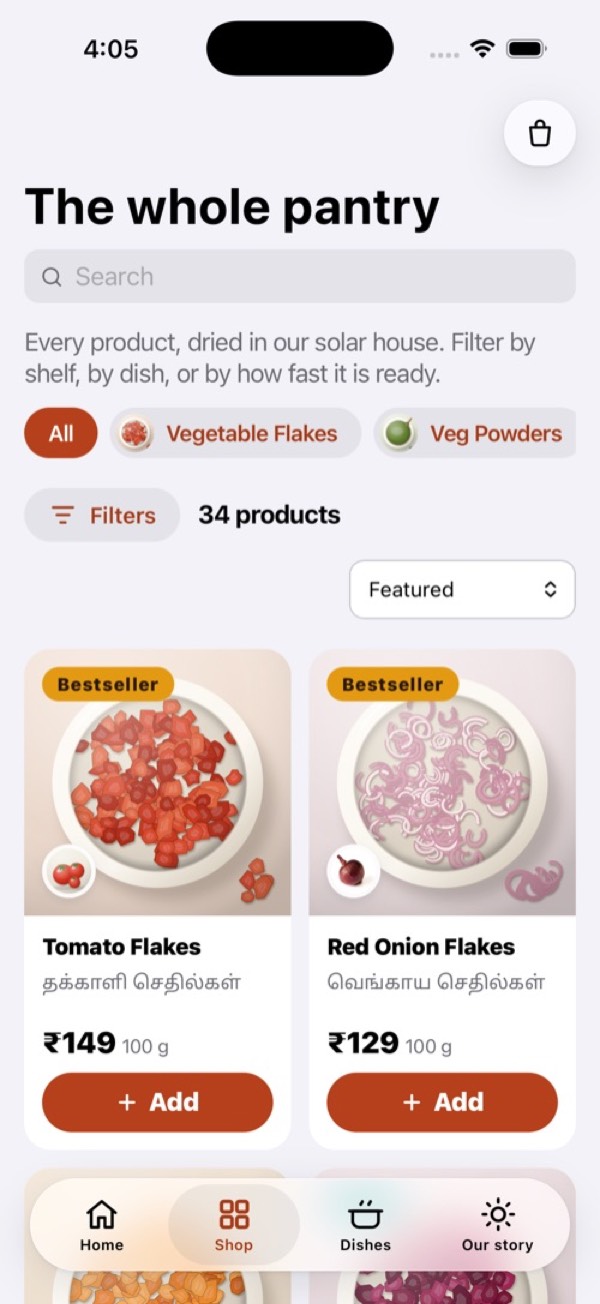 4:05
The whole pantry
Search
Every product, dried in our solar house. Filter by
shelf, by dish, or by how fast it is ready.
All
Vegetable Flakes
Veg Powders
Filters
34 products
Featured
Bestseller
Bestseller
Tomato Flakes
தக்காளி செதில்கள்
₹149 100 g
+ Add
Red Onion Flakes
வெங்காய செதில்கள்
₹129 100 g
+ Add
Home
Shop
Dishes
Our story